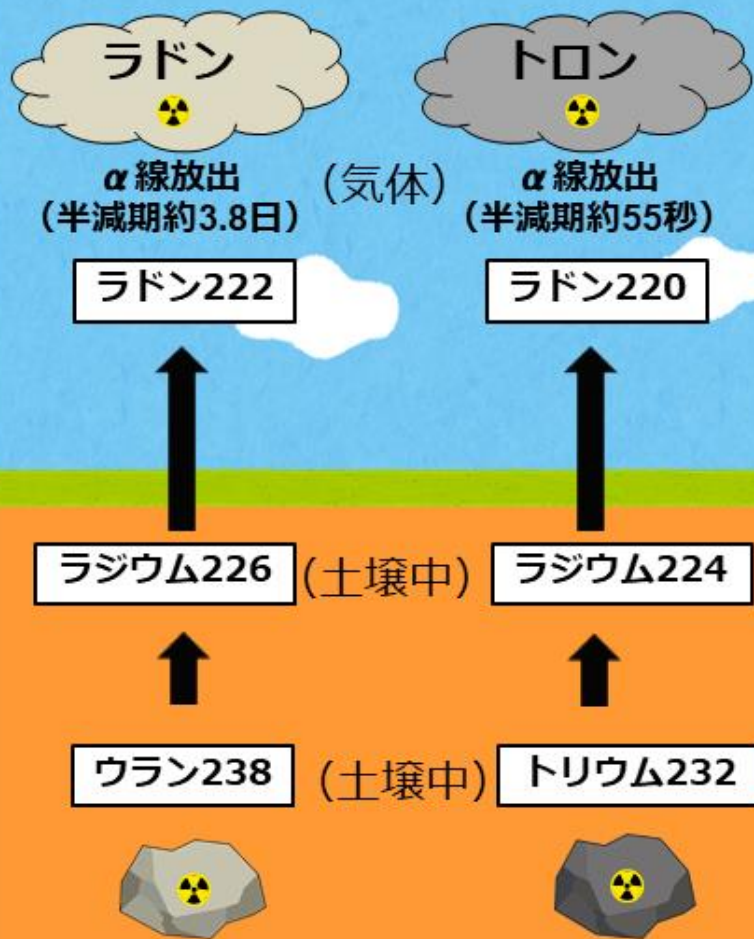 ラドン
トロン
α線放出
(気体)
α線放出
(半減期約3.8日)
(半減期約55秒)
ラドン222
ラドン220
ラジウム226
(土壌中)
ラジウム224
ウラン238
(土壌中)
トリウム232